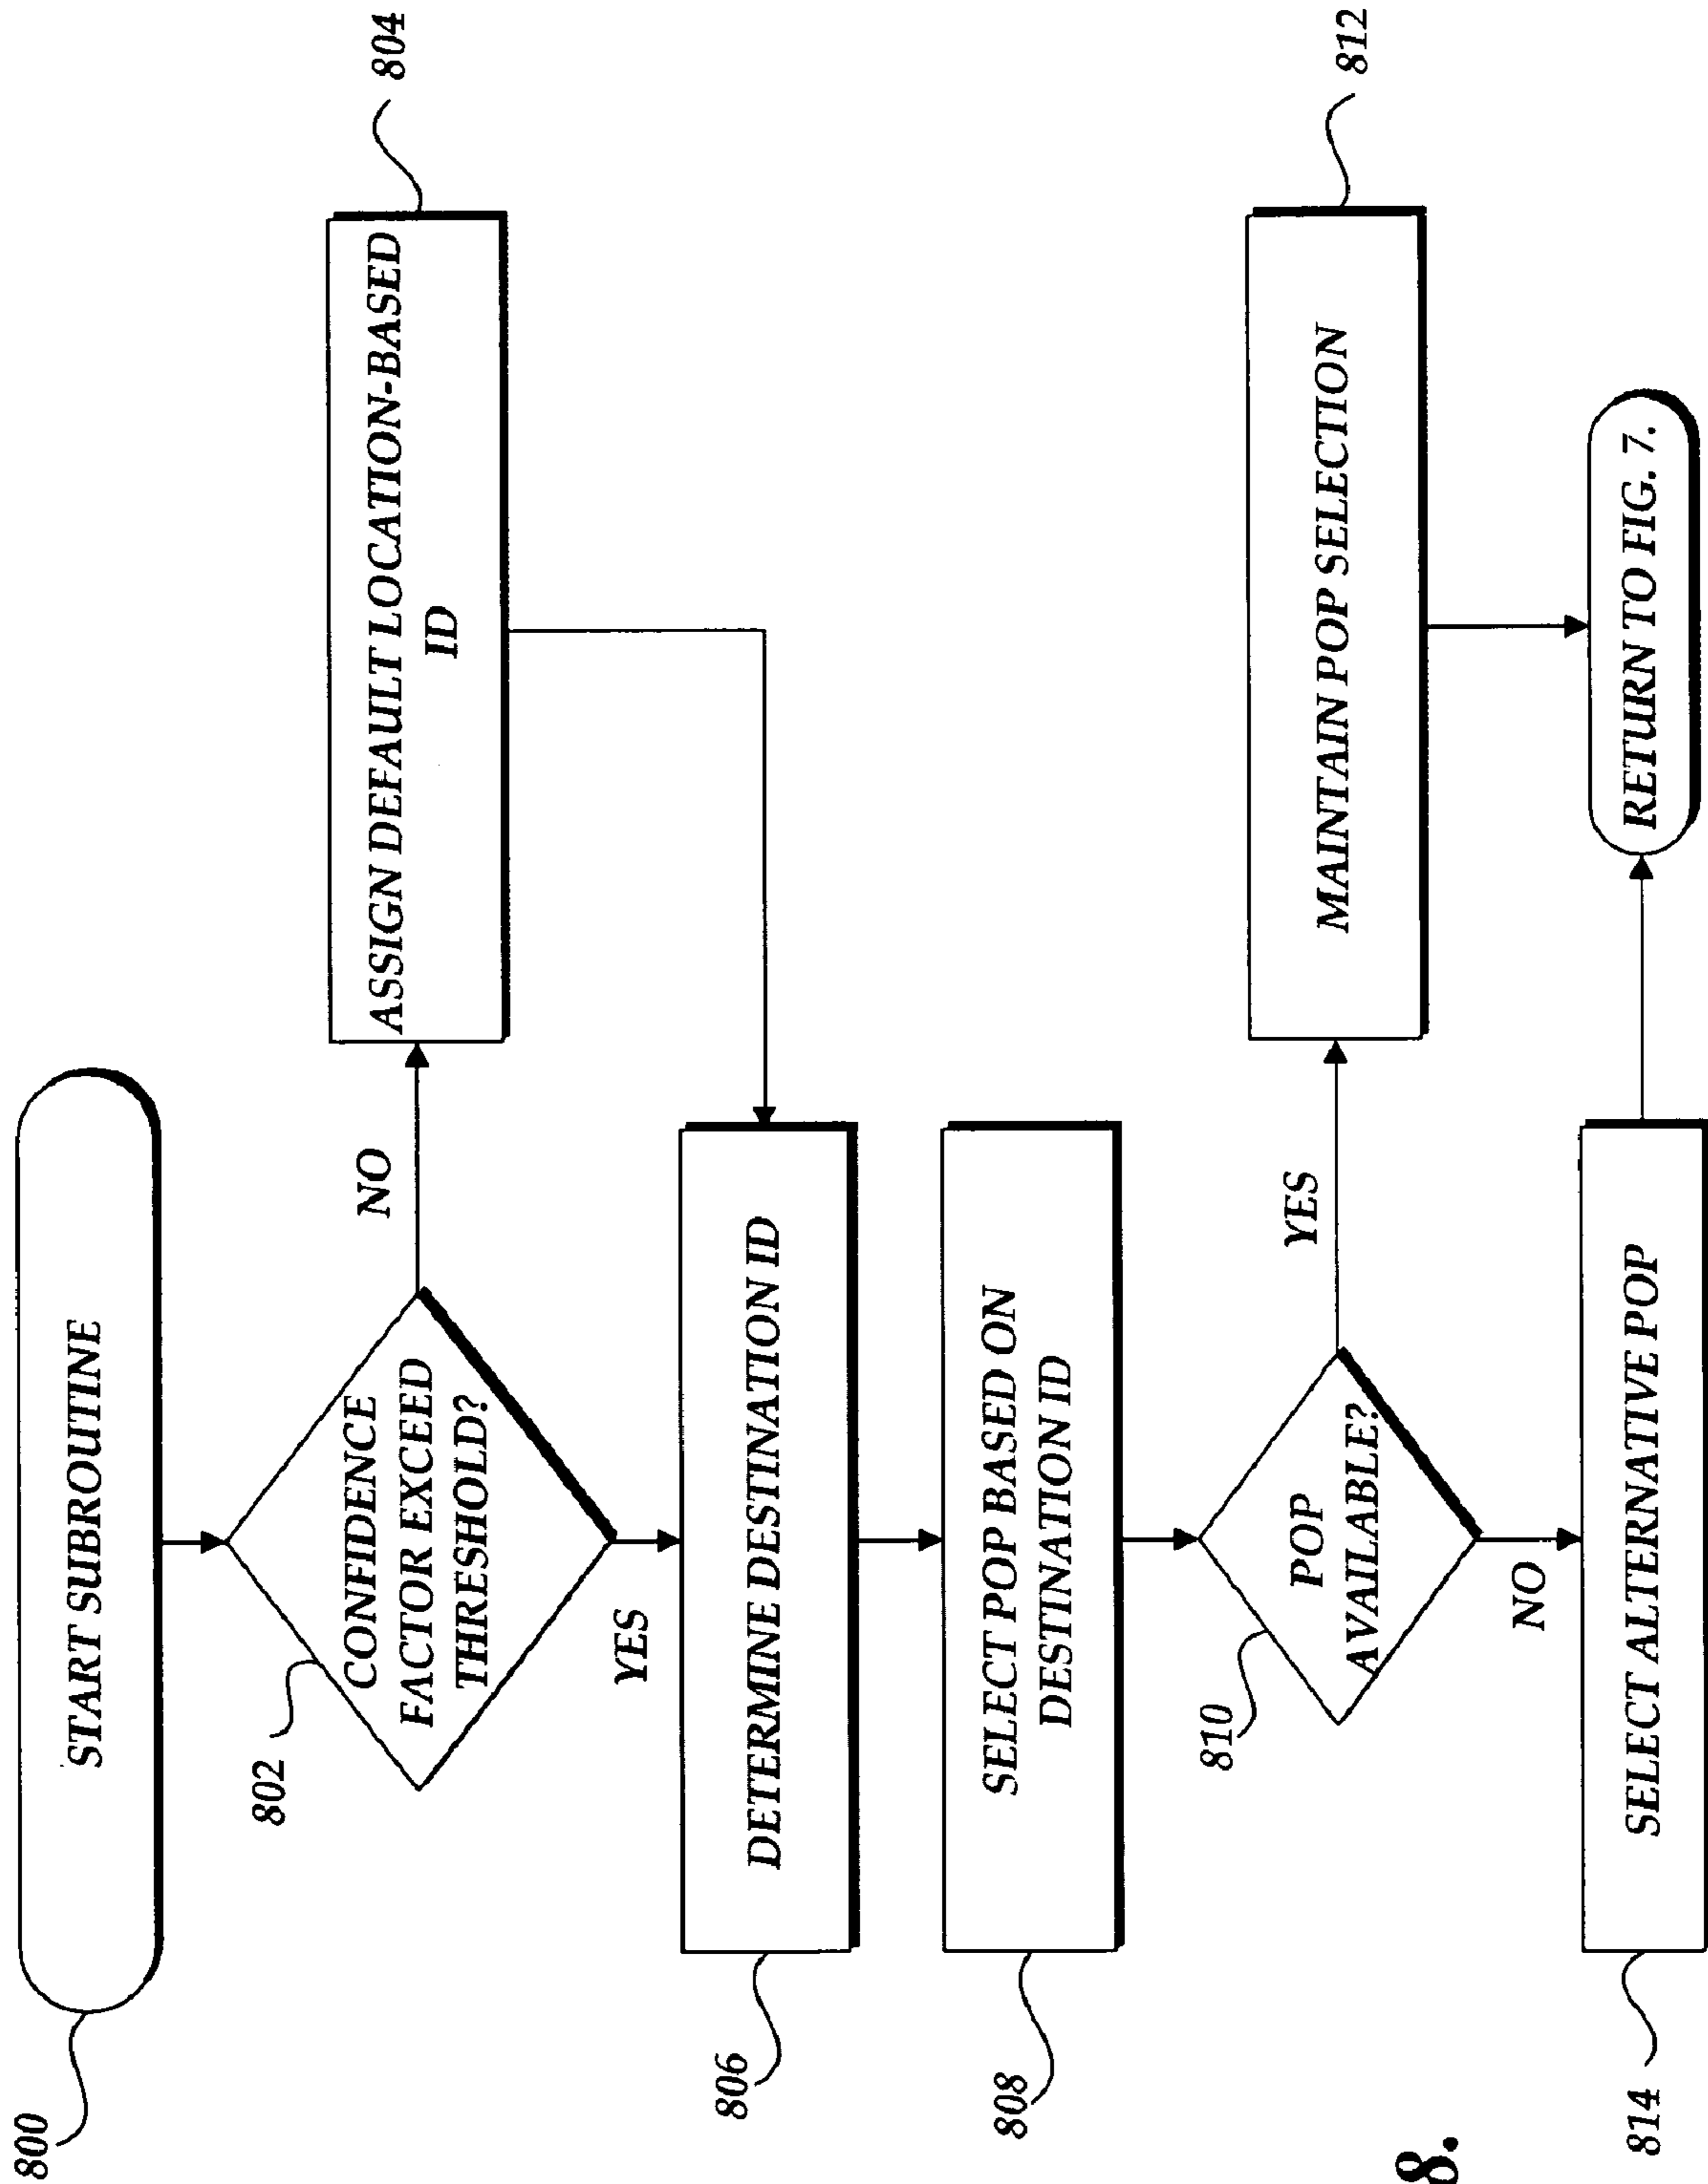 800
START SUBROUTINE
802
CONFIDENCE
FACTOR EXCEED
THRESHOLD?
NO
ASSIGN DEFAULT LOCATION-BASED
ID
804
YES
806
DETERMINE DESTINATION ID
808
SELECT POP BASED ON
DESTINATION ID
810
POP
AVAILABLE?
YES
MAINTAIN POP SELECTION
812
NO
814
SELECT ALTERNATIVE POP
RETURN TO FIG. 7.
8.